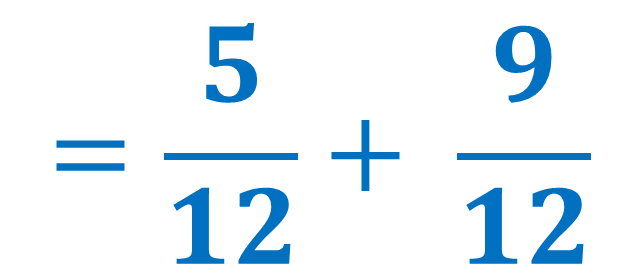 = 5/12 + 9/12